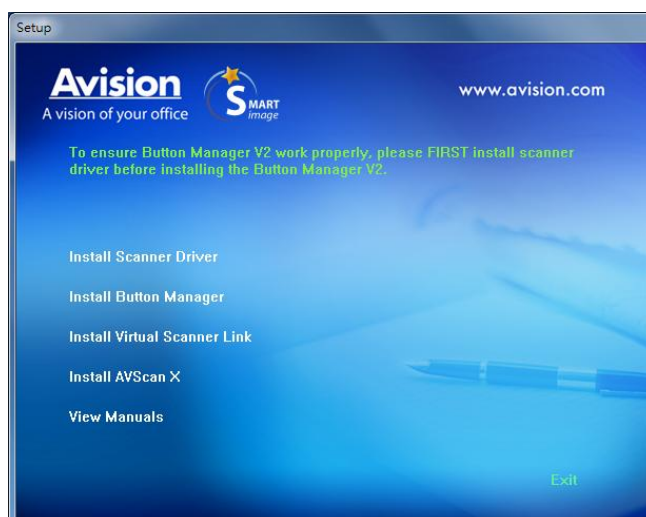 Setup
Avision
A vision of your office
SMART
image
www.avision.com
To ensure Button Manager V2 work properly, please FIRST install scanner
driver before installing the Button Manager V2.
Install Scanner Driver
Install Button Manager
Install Virtual Scanner Link
Install AVScan X
View Manuals
Exit